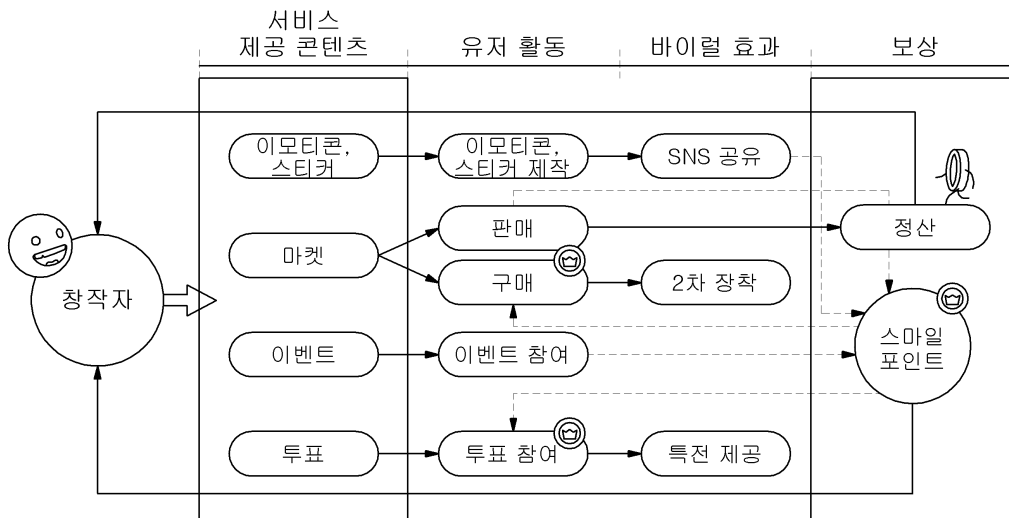 서비스
제공 콘텐츠
유저 활동
바이럴 효과
보상
이모티콘,
스티커
이모티콘,
스티커 제작
SNS 공유
판매
정산
마켓
구매
2차 장착
창작자
스마일
포인트
이벤트
이벤트 참여
투표
투표 참여
특전 제공